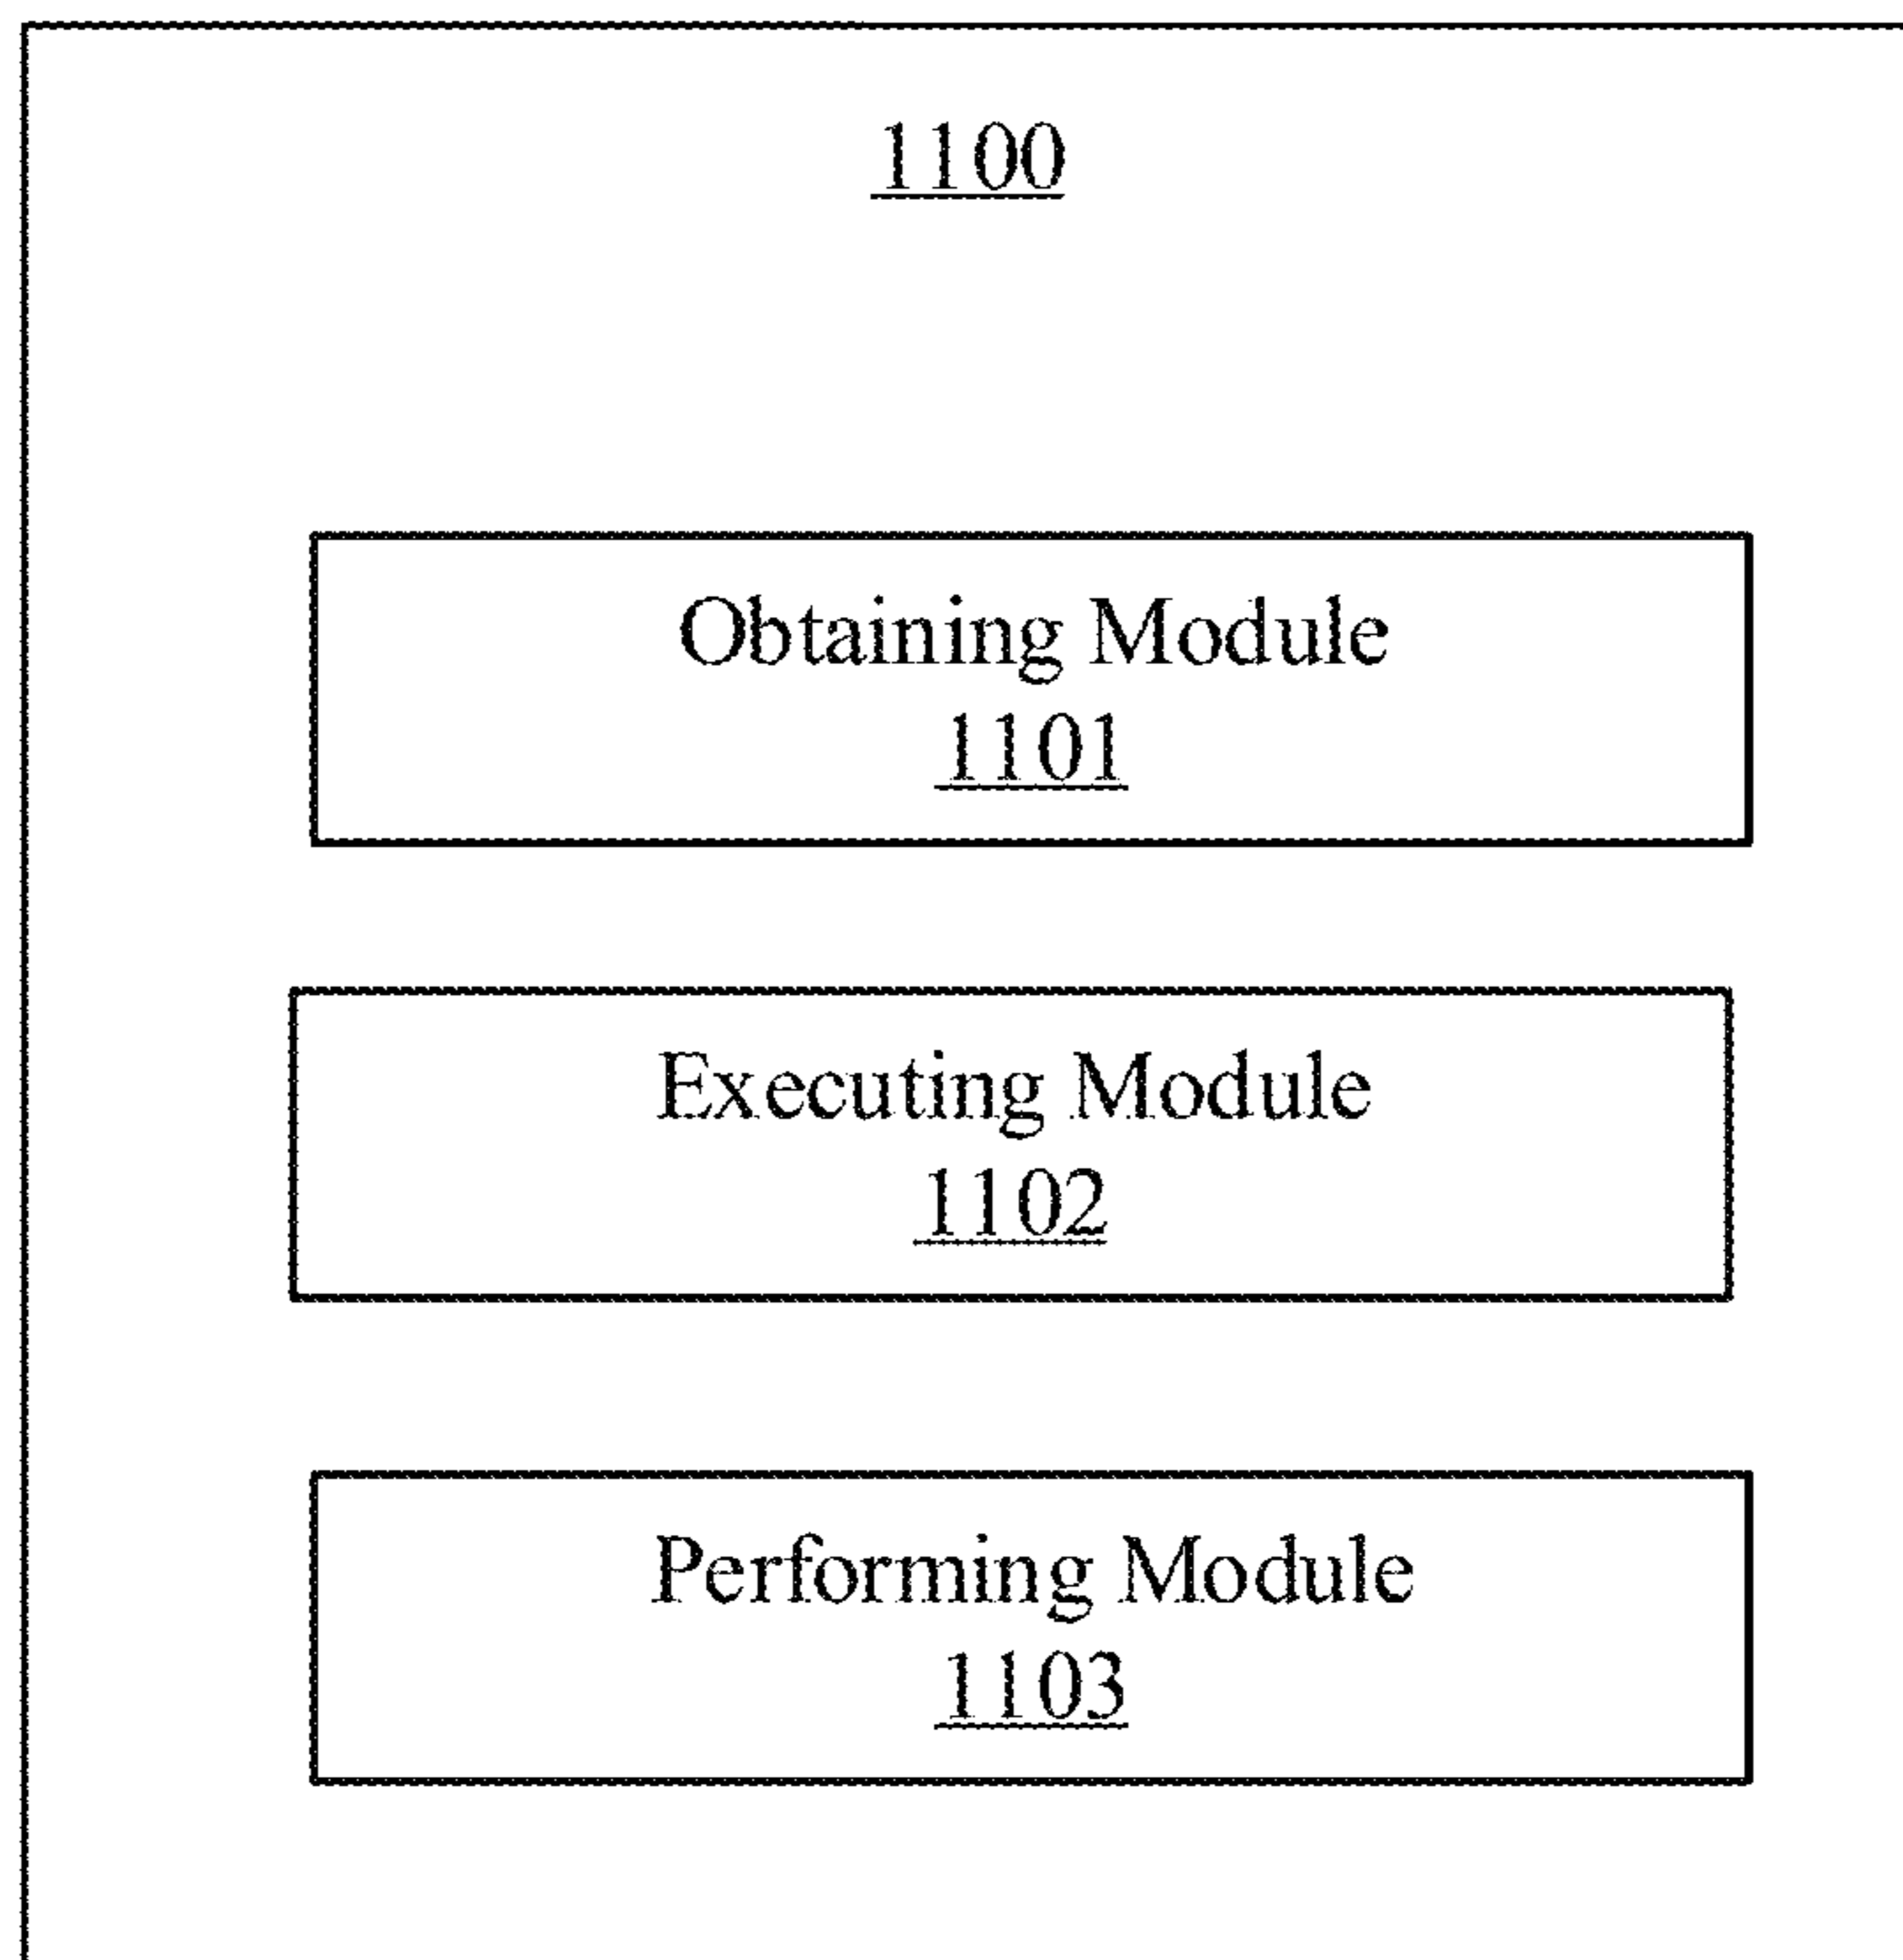 1100
Obtaining Module
1101
Executing Module
1102
Performing Module
1103